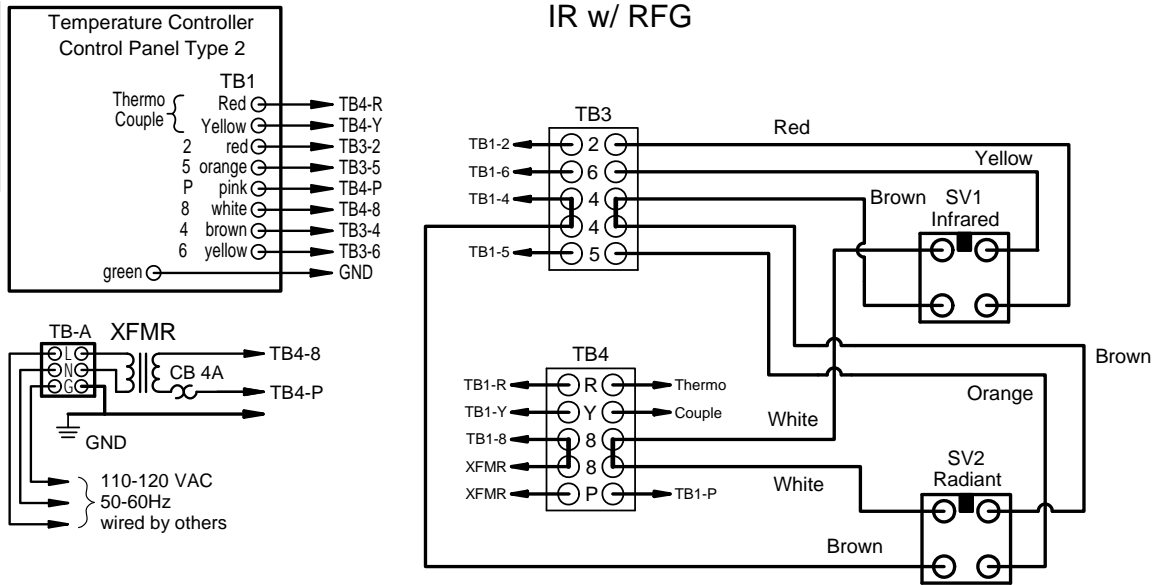 IR w/ RFG
Temperature Controller
Control Panel Type 2
TB1
Thermo
Couple
Red TB4-R
Yellow TB4-Y
2 red TB3-2
5 orange TB3-5
P pink TB4-P
8 white TB4-8
4 brown TB3-4
6 yellow TB3-6
green GND
TB-A XFMR
L
N
G
TB4-8
CB 4A
TB4-P
GND
110-120 VAC
50-60Hz
wired by others
TB3
TB1-2 2
TB1-6 6
TB1-4 4
4
TB1-5 5
Red
Yellow
Brown
SV1
Infrared
Brown
Orange
TB4
TB1-R R Thermo
TB1-Y Y Couple
TB1-8 8
XFMR 8
XFMR P TB1-P
White
White
SV2
Radiant
Brown